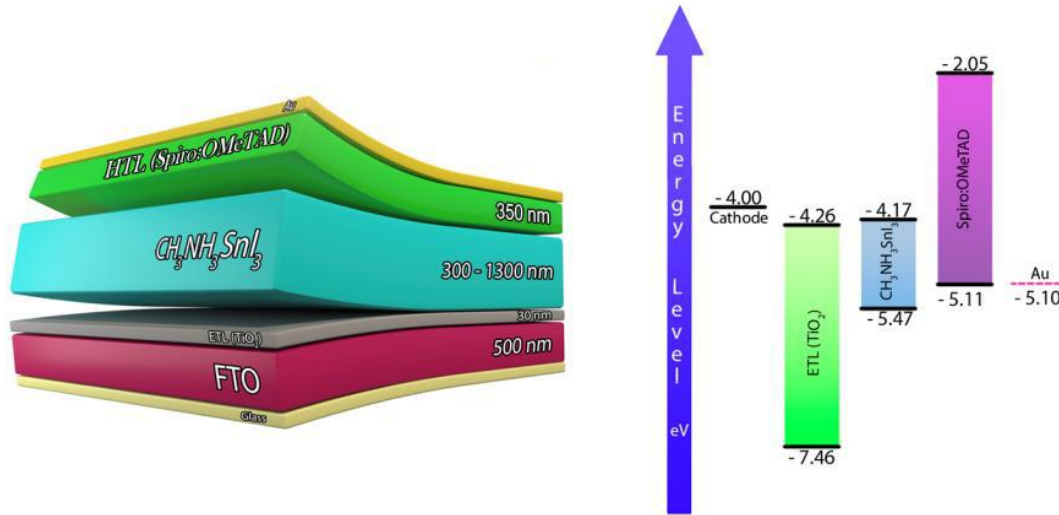 Au
HTL (Spiro:OMeTAD)
350 nm
CH₃NH₃SnI₃
300 - 1300 nm
30 nm
ETL (TiO₂)
500 nm
FTO
Glass
Energy Level eV
- 4.00
Cathode
- 4.26
ETL (TiO₂)
- 7.46
- 4.17
CH₃NH₃SnI₃
- 5.47
- 2.05
Spiro:OMeTAD
- 5.11
Au
- 5.10